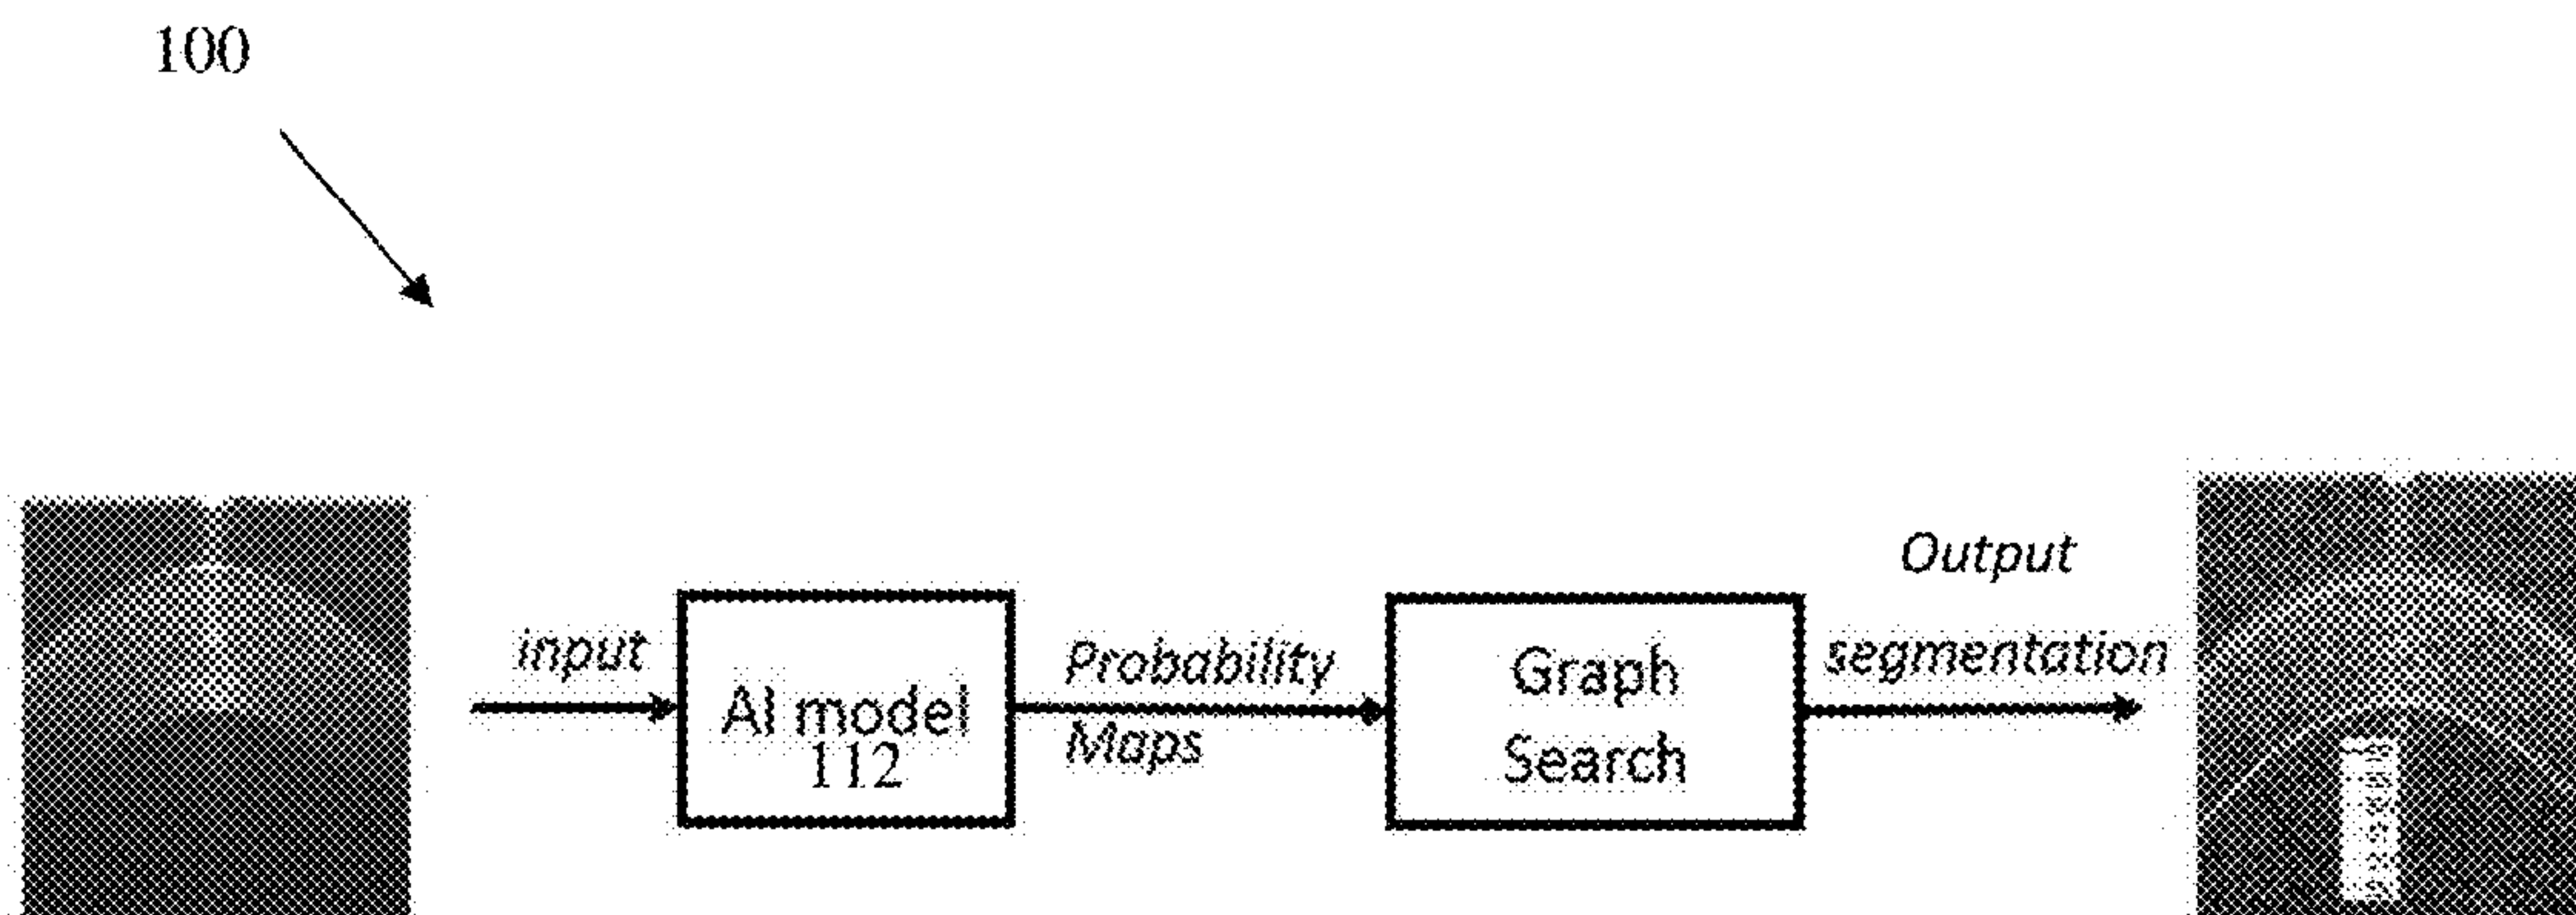 100
input
AI model
112
Probability
Maps
Graph
Search
Output
segmentation